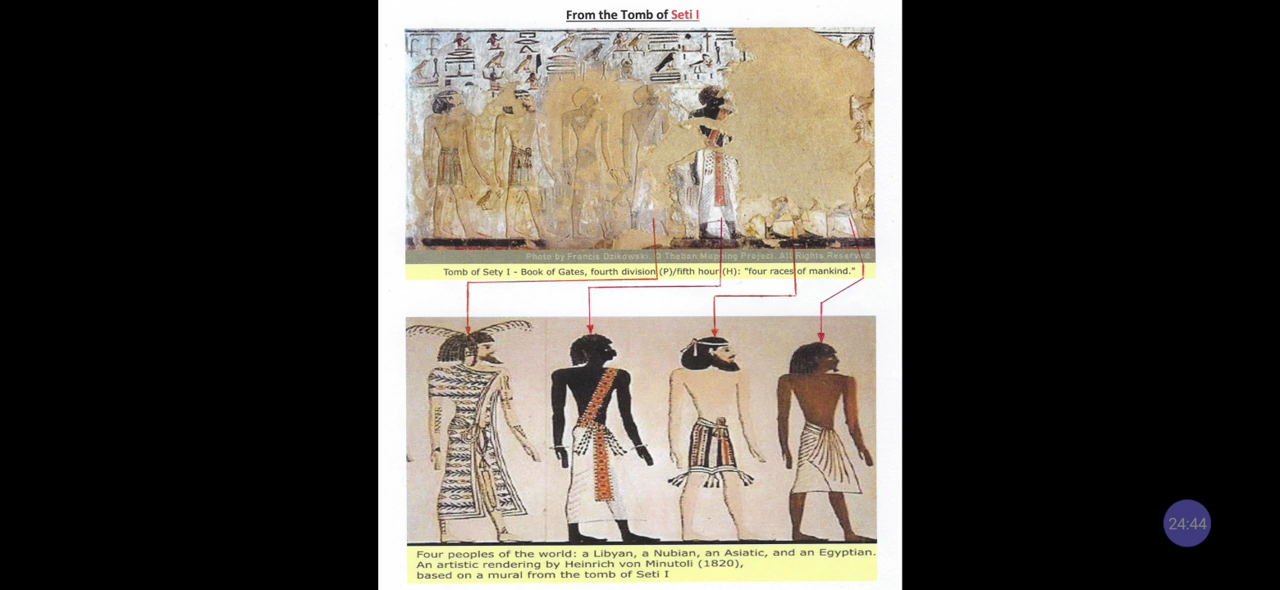 From the Tomb of Seti I
Photo by Francis Dzikowski, © Theban Mapping Project. All Rights Reserved.
Tomb of Sety I - Book of Gates, fourth division (P)/fifth hour (H): "four races of mankind."
Four peoples of the world: a Libyan, a Nubian, an Asiatic, and an Egyptian.
An artistic rendering by Heinrich von Minutoli (1820),
based on a mural from the tomb of Seti I
24:44